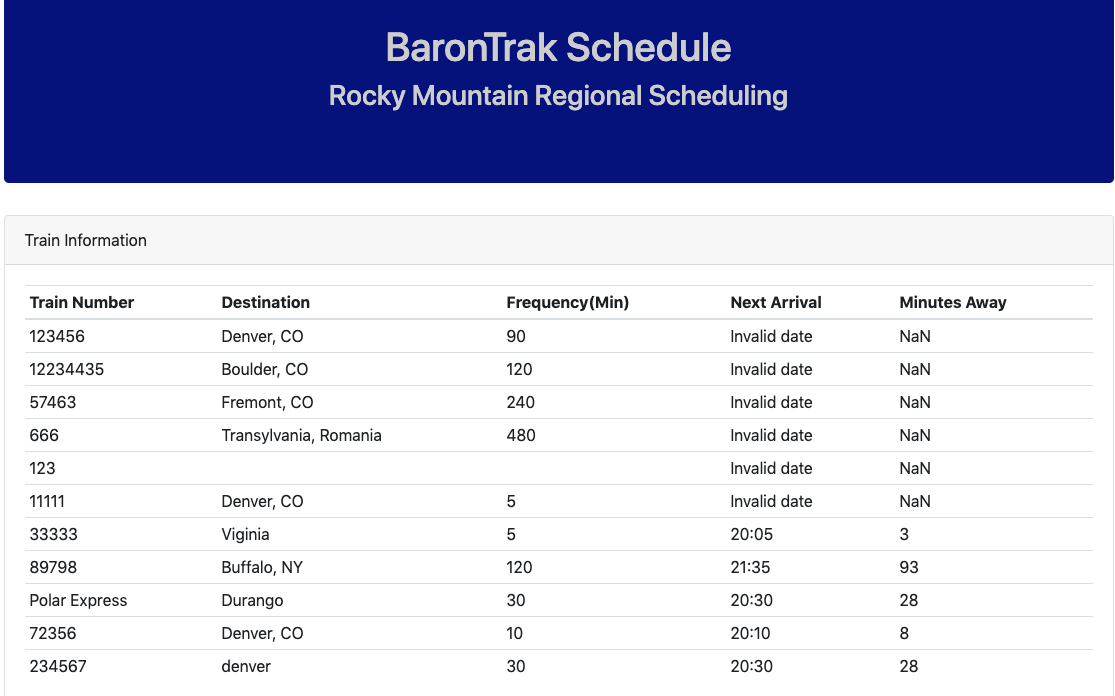 BaronTrak Schedule
Rocky Mountain Regional Scheduling
Train Information
Train Number Destination Frequency(Min) Next Arrival Minutes Away
123456 Denver, CO 90 Invalid date NaN
12234435 Boulder, CO 120 Invalid date NaN
57463 Fremont, CO 240 Invalid date NaN
666 Transylvania, Romania 480 Invalid date NaN
123 Invalid date NaN
11111 Denver, CO 5 Invalid date NaN
33333 Viginia 5 20:05 3
89798 Buffalo, NY 120 21:35 93
Polar Express Durango 30 20:30 28
72356 Denver, CO 10 20:10 8
234567 denver 30 20:30 28